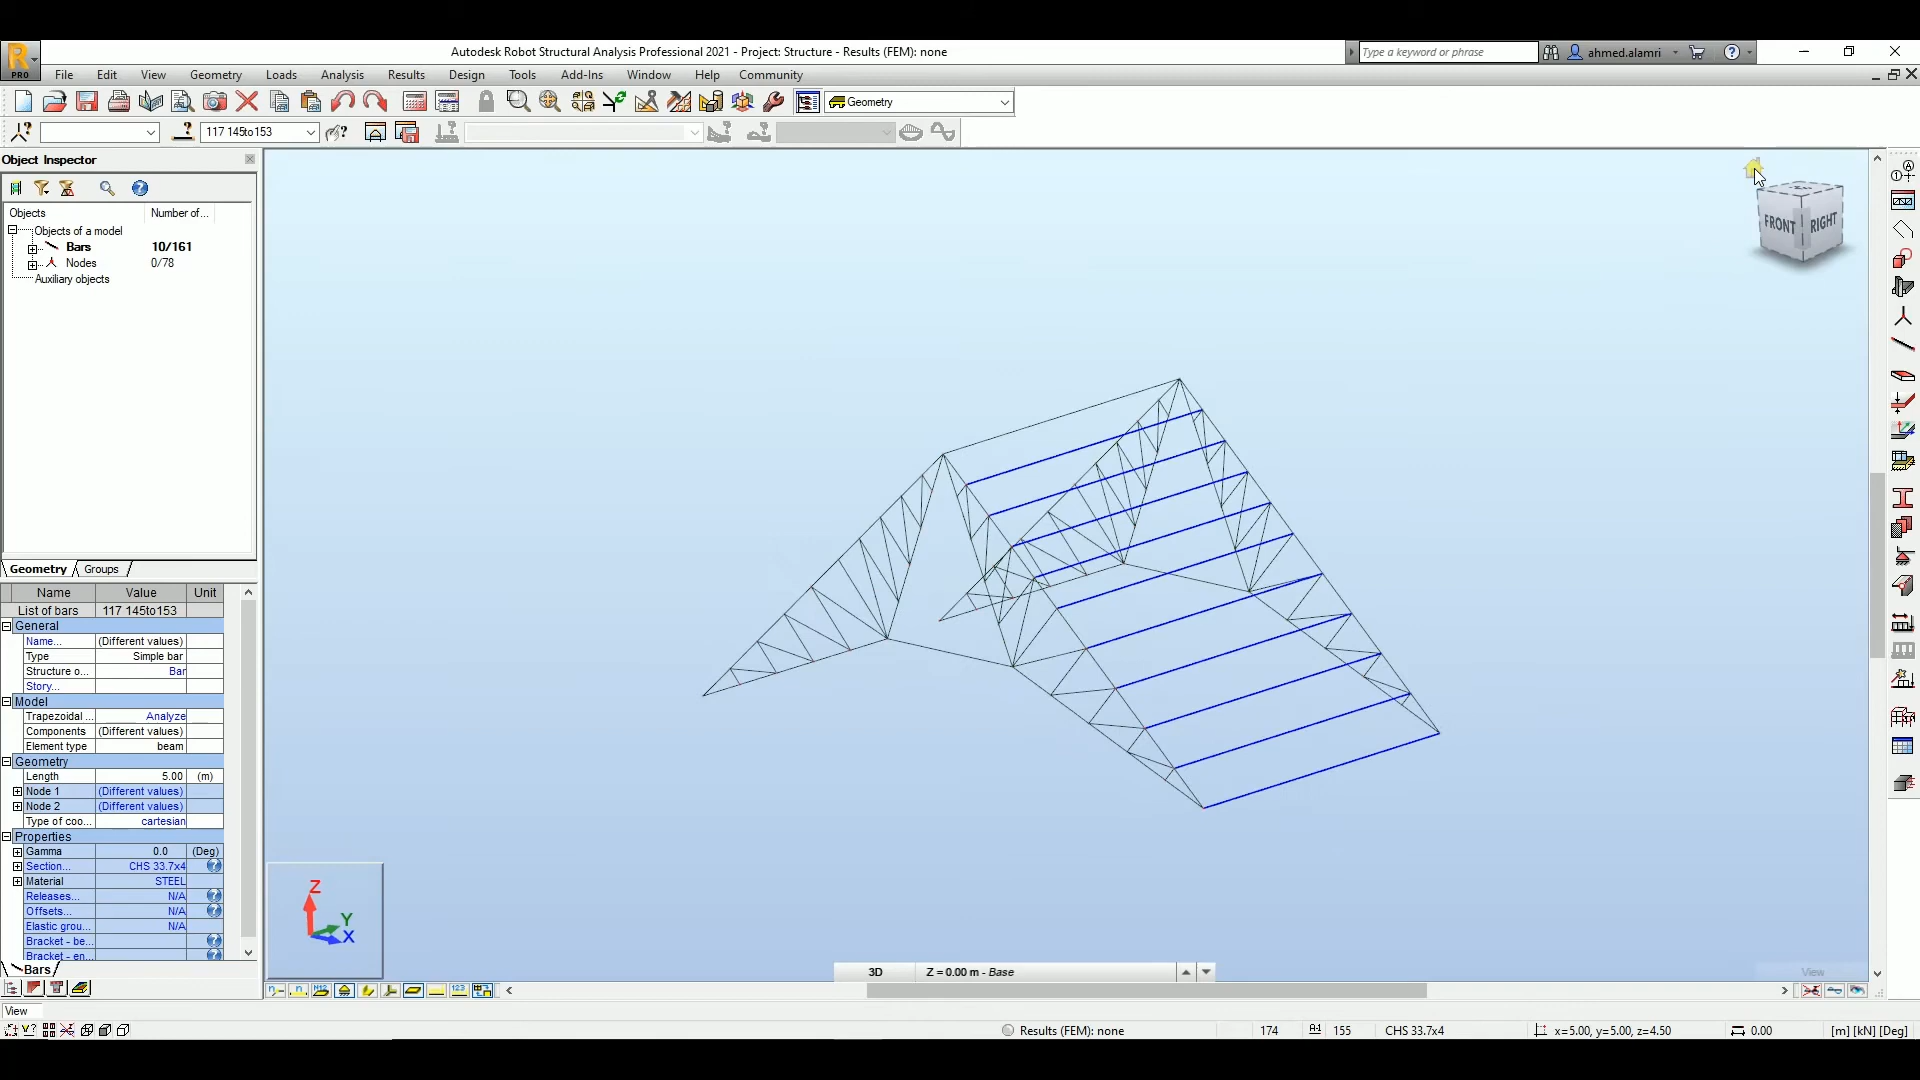 Autodesk Robot Structural Analysis Professional 2021 - Project: Structure - Results (FEM): none
Type a keyword or phrase
ahmed.alamri
PRO
File Edit View Geometry Loads Analysis Results Design Tools Add-Ins Window Help Community
Geometry
117 145to153
Object Inspector
Objects Number of...
Objects of a model
Bars 10/161
Nodes 0/78
Auxiliary objects
Geometry Groups
Name Value Unit
List of bars 117 145to153
General
Name... (Different values)
Type Simple bar
Structure o... Bar
Story...
Model
Trapezoidal ... Analyze
Components (Different values)
Element type beam
Geometry
Length 5.00 (m)
Node 1 (Different values)
Node 2 (Different values)
Type of coo... cartesian
Properties
Gamma 0.0 (Deg)
Section... CHS 33.7x4
Material STEEL
Releases... N/A
Offsets... N/A
Elastic grou... N/A
Bracket - be...
Bracket - en...
Bars
FRONT RIGHT
Z
Y
X
3D Z = 0.00 m - Base
View
View
Results (FEM): none 174 155 CHS 33.7x4 x=5.00, y=5.00, z=4.50 0.00 [m] [kN] [Deg]